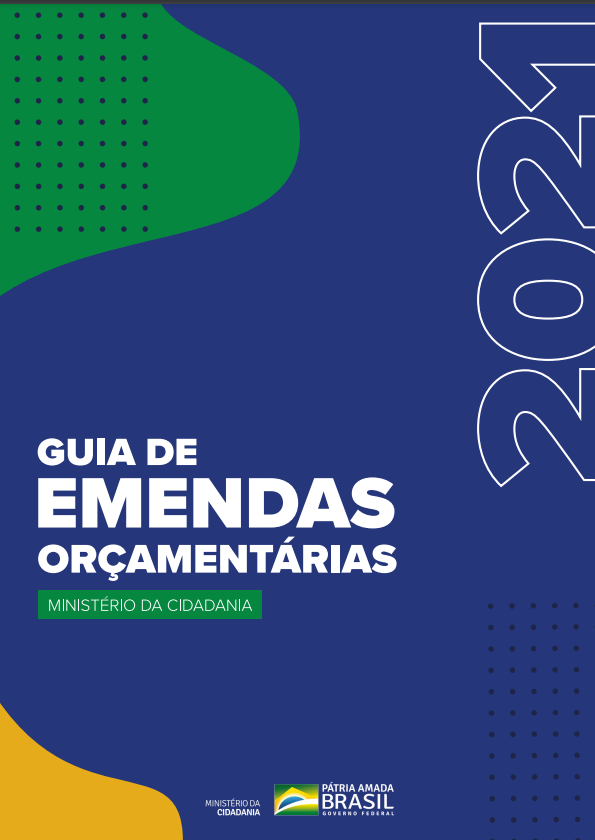 2021
GUIA DE
EMENDAS
ORÇAMENTÁRIAS
MINISTÉRIO DA CIDADANIA
MINISTÉRIO DA
CIDADANIA
PÁTRIA AMADA
BRASIL
GOVERNO FEDERAL